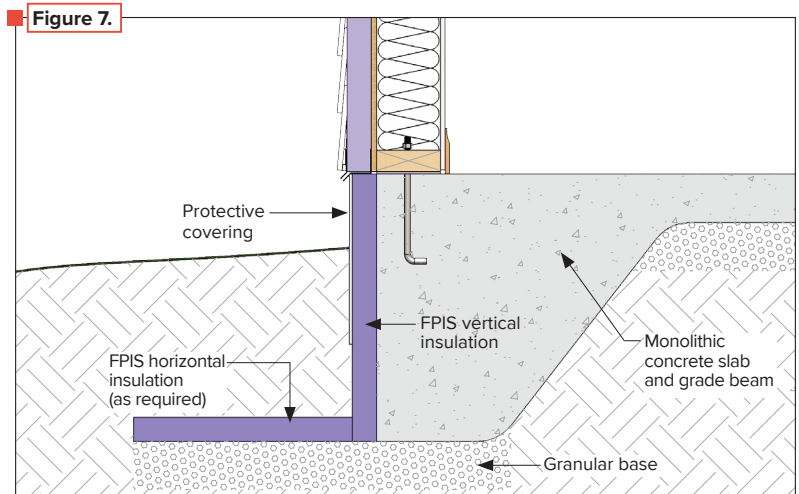 Figure 7.
Protective
covering
FPIS vertical
insulation
FPIS horizontal
insulation
(as required)
Monolithic
concrete slab
and grade beam
Granular base